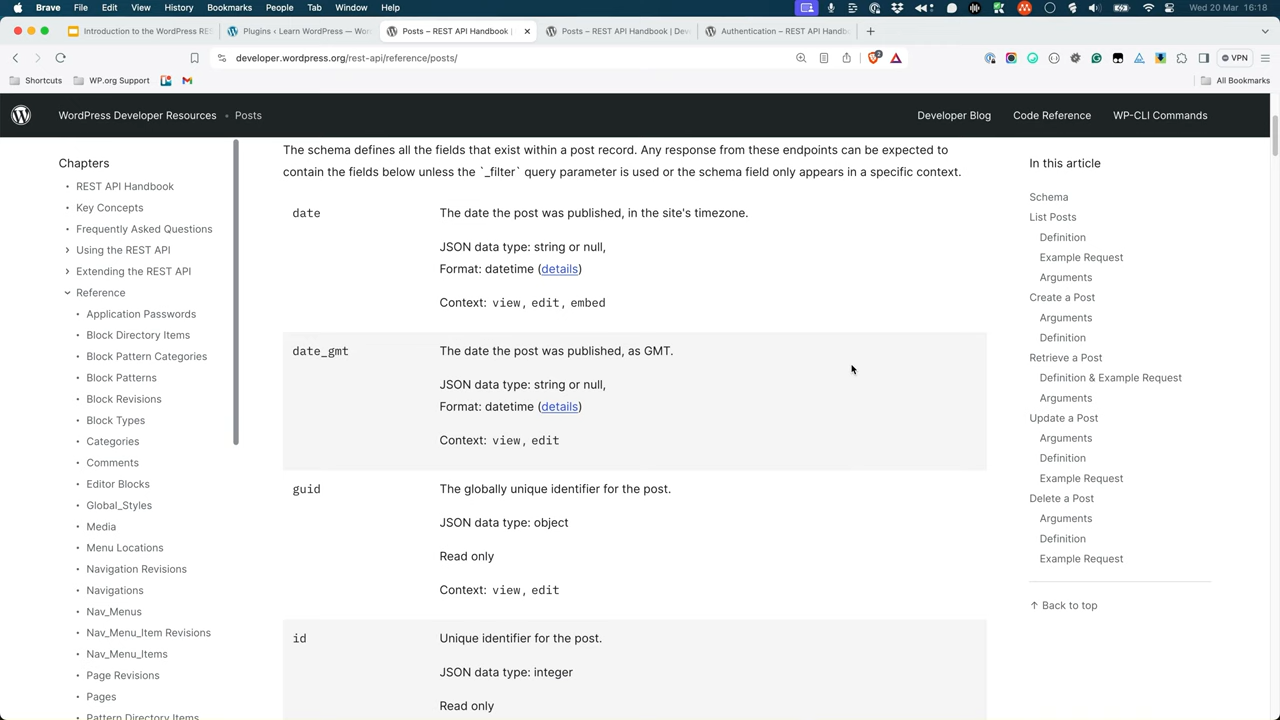 Brave File Edit View History Bookmarks People Tab Window Help Wed 20 Mar 16:18
Introduction to the WordPress RES
Plugins ‹ Learn WordPress — Wor
Posts – REST API Handbook |
Posts – REST API Handbook | Dev
Authentication – REST API Handb
developer.wordpress.org/rest-api/reference/posts/
2
VPN
Shortcuts
WP.org Support
All Bookmarks
WordPress Developer Resources • Posts
Developer Blog
Code Reference
WP-CLI Commands
Chapters
REST API Handbook
Key Concepts
Frequently Asked Questions
Using the REST API
Extending the REST API
Reference
Application Passwords
Block Directory Items
Block Pattern Categories
Block Patterns
Block Revisions
Block Types
Categories
Comments
Editor Blocks
Global_Styles
Media
Menu Locations
Navigation Revisions
Navigations
Nav_Menus
Nav_Menu_Item Revisions
Nav_Menu_Items
Page Revisions
Pages
Pattern Directory Items
The schema defines all the fields that exist within a post record. Any response from these endpoints can be expected to
contain the fields below unless the `_filter` query parameter is used or the schema field only appears in a specific context.
date
The date the post was published, in the site's timezone.
JSON data type: string or null,
Format: datetime (details)
Context: view, edit, embed
date_gmt
The date the post was published, as GMT.
JSON data type: string or null,
Format: datetime (details)
Context: view, edit
guid
The globally unique identifier for the post.
JSON data type: object
Read only
Context: view, edit
id
Unique identifier for the post.
JSON data type: integer
Read only
In this article
Schema
List Posts
Definition
Example Request
Arguments
Create a Post
Arguments
Definition
Retrieve a Post
Definition & Example Request
Arguments
Update a Post
Arguments
Definition
Example Request
Delete a Post
Arguments
Definition
Example Request
↑ Back to top